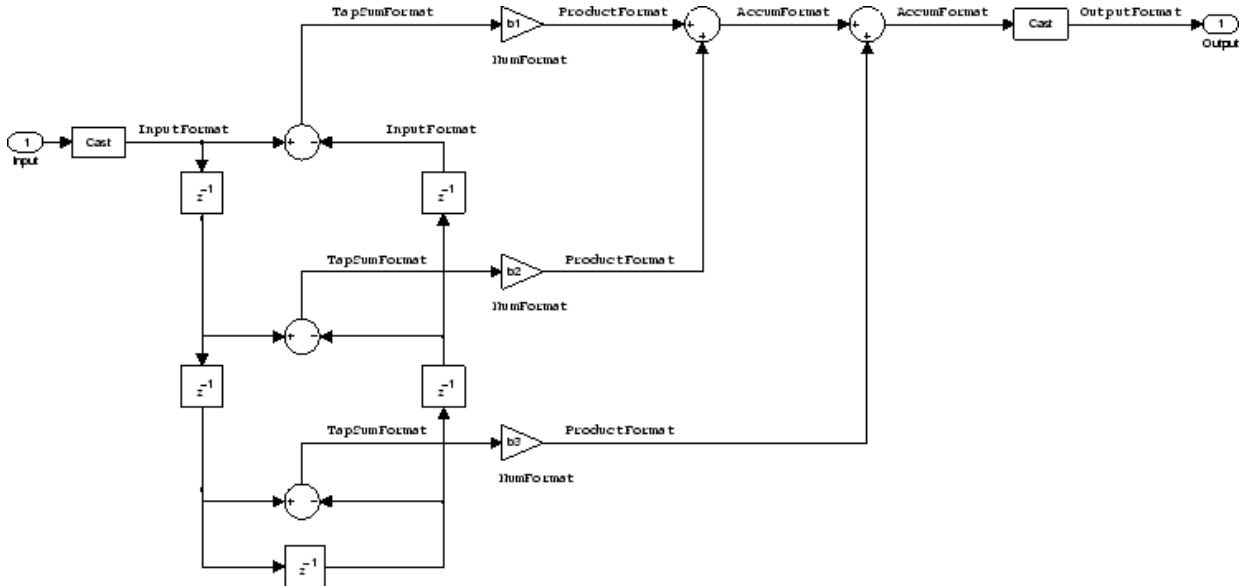 TapSumFormat
b1
ProductFormat
AccumFormat
AccumFormat
Cast
OutputFormat
1
Output
NumFormat
1
Input
Cast
InputFormat
InputFormat
z-1
z-1
TapSumFormat
b2
ProductFormat
NumFormat
z-1
z-1
TapSumFormat
b3
ProductFormat
NumFormat
z-1